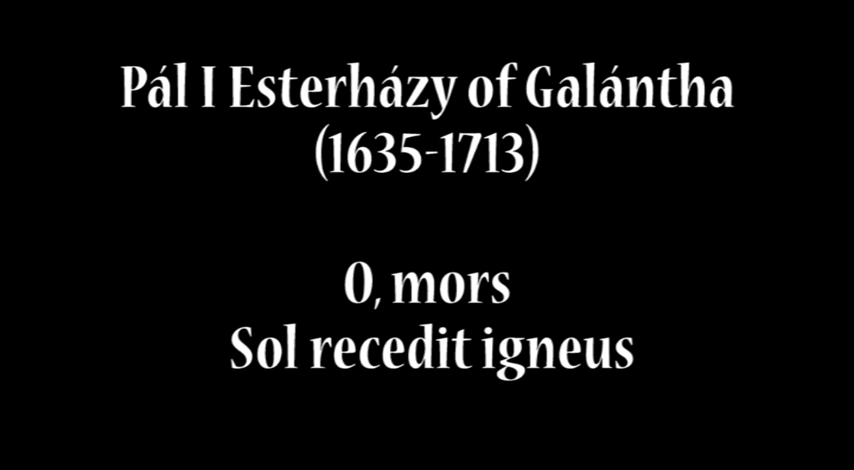 Pál I Esterházy of Galántha
(1635-1713)
O, mors
Sol recedit igneus